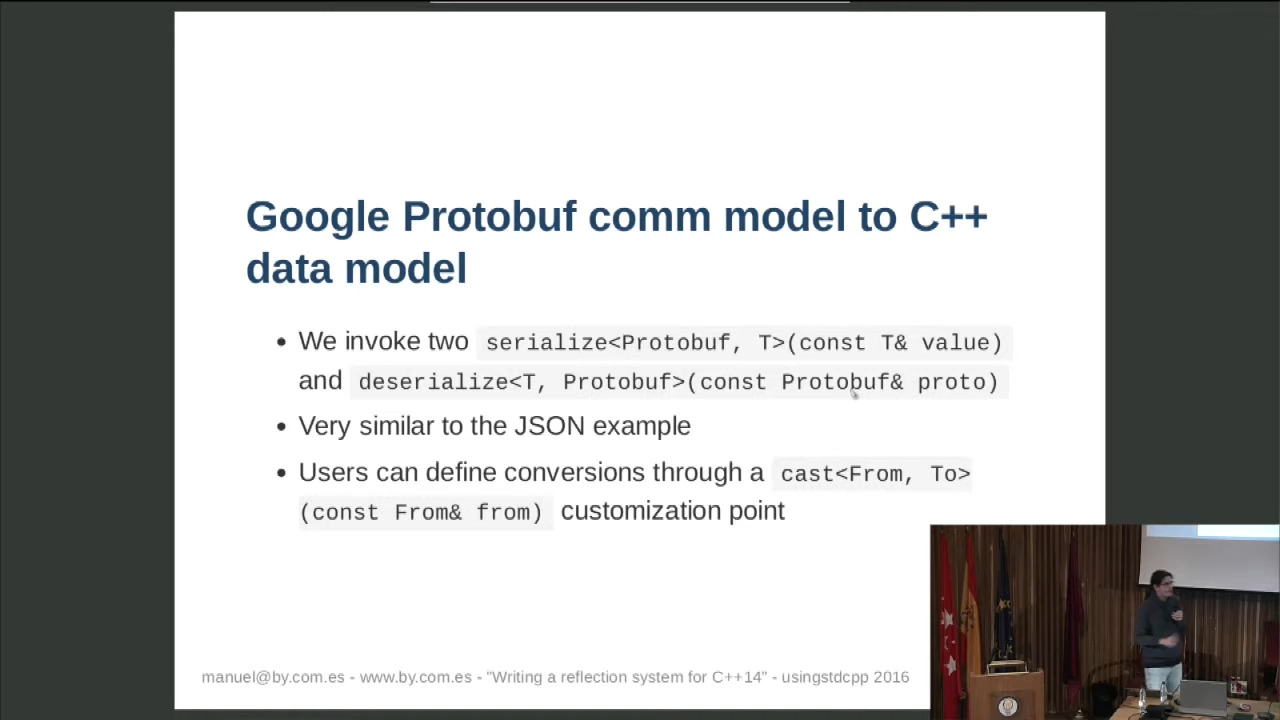 Google Protobuf comm model to C++
data model
We invoke two serialize<Protobuf, T>(const T& value)
and deserialize<T, Protobuf>(const Protobuf& proto)
Very similar to the JSON example
Users can define conversions through a cast<From, To>
(const From& from) customization point
manuel@by.com.es - www.by.com.es - "Writing a reflection system for C++14" - usingstdcpp 2016